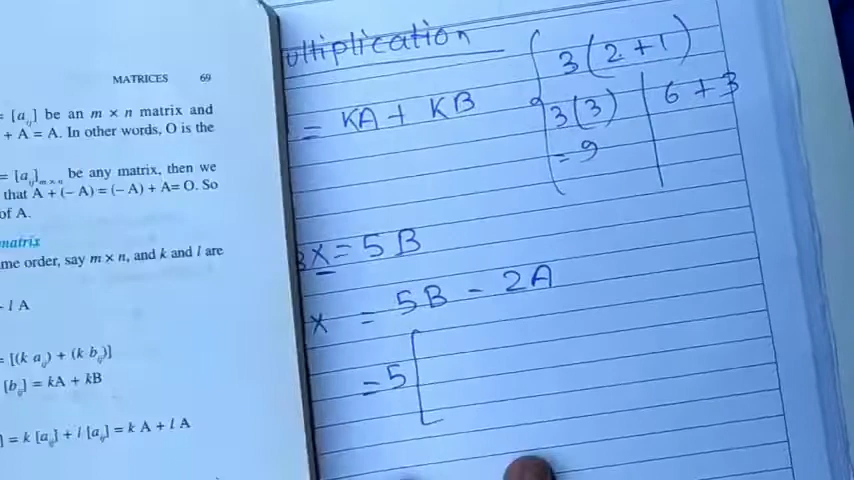 MATRICES 69
= [aᵢⱼ] be an m × n matrix and
+ A = A. In other words, O is the
= [aᵢⱼ]ₘ ₓ ₙ be any matrix, then we
that A + (– A) = (– A) + A= O. So
of A.
matrix
me order, say m × n, and k and l are
l A
= [(k aᵢⱼ) + (k bᵢⱼ)]
[bᵢⱼ] = kA + kB
] = k [aᵢⱼ] + l [aᵢⱼ] = k A + l A
ultiplication
= KA + KB
3(2+1)
3(3) | 6+3
= 9
3X = 5B
X = 5B - 2A
= 5[